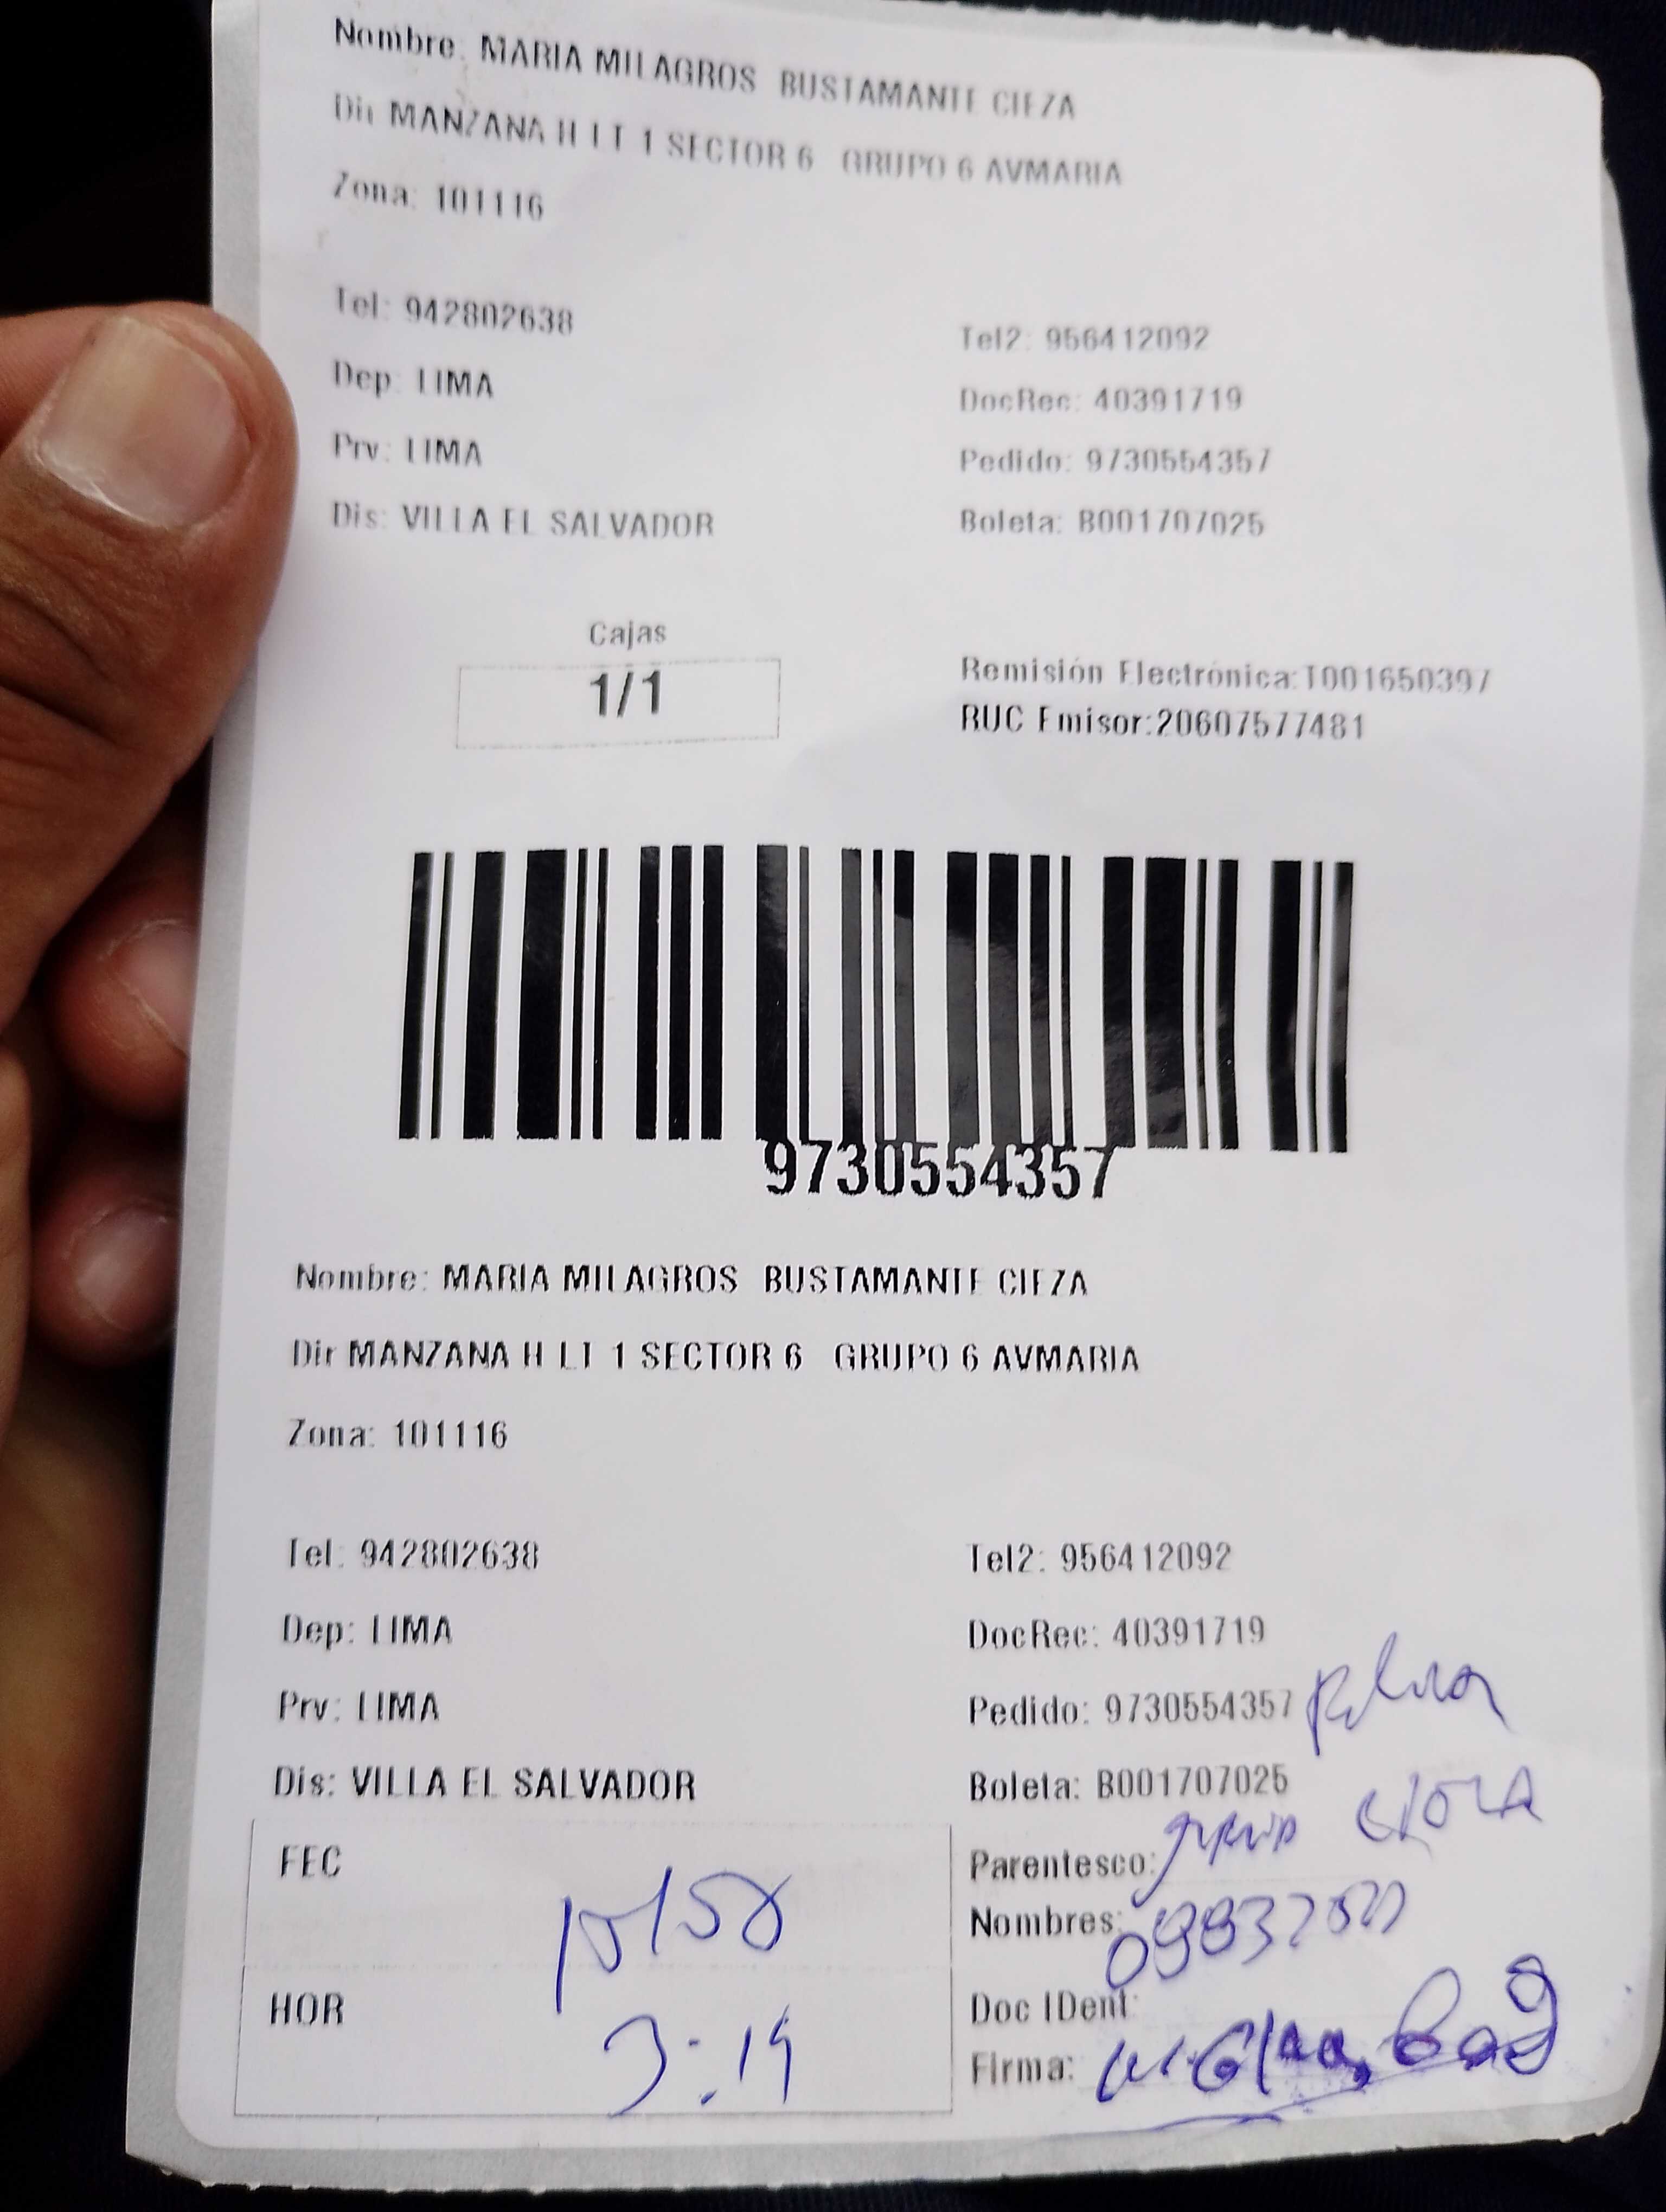 Nombre: MARIA MILAGROS BUSTAMANTE CIEZA
Dir MANZANA H LT 1 SECTOR 6 GRUPO 6 AVMARIA
Zona: 101116
Tel: 942802638
Tel2: 956412092
Dep: LIMA
DocRec: 40391719
Prv: LIMA
Pedido: 9730554357
Dis: VILLA EL SALVADOR
Boleta: B001707025
Cajas
1/1
Remisión Electrónica:T001650397
RUC Emisor:20607577481
9730554357
Nombre: MARIA MILAGROS BUSTAMANTE CIEZA
Dir MANZANA H LT 1 SECTOR 6 GRUPO 6 AVMARIA
Zona: 101116
Tel: 942802638
Tel2: 956412092
Dep: LIMA
DocRec: 40391719
Prv: LIMA
Pedido: 9730554357
Dis: VILLA EL SALVADOR
Boleta: B001707025
FEC
Parentesco:
Nombres:
HOR 3:19
Doc IDent:
Firma: